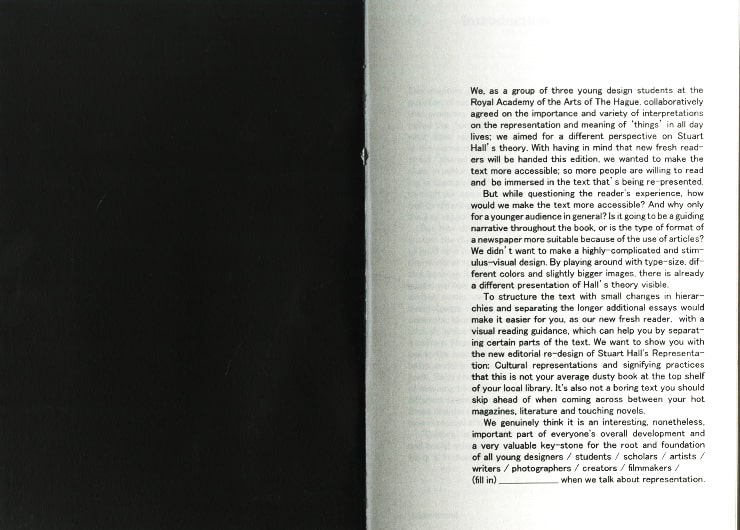 We, as a group of three young design students at the
Royal Academy of the Arts of The Hague, collaboratively
agreed on the importance and variety of interpretations
on the representation and meaning of 'things' in all day
lives; we aimed for a different perspective on Stuart
Hall's theory. With having in mind that new fresh read-
ers will be handed this edition, we wanted to make the
text more accessible; so more people are willing to read
and be immersed in the text that's being re-presented.
But while questioning the reader's experience, how
would we make the text more accessible? And why only
for a younger audience in general? Is it going to be a guiding
narrative throughout the book, or is the type of format of
a newspaper more suitable because of the use of articles?
We didn't want to make a highly-complicated and stim-
ulus-visual design. By playing around with type-size, dif-
ferent colors and slightly bigger images, there is already
a different presentation of Hall's theory visible.
To structure the text with small changes in hierar-
chies and separating the longer additional essays would
make it easier for you, as our new fresh reader, with a
visual reading guidance, which can help you by separat-
ing certain parts of the text. We want to show you with
the new editorial re-design of Stuart Hall's Representa-
tion: Cultural representations and signifying practices
that this is not your average dusty book at the top shelf
of your local library. It's also not a boring text you should
skip ahead of when coming across between your hot
magazines, literature and touching novels.
We genuinely think it is an interesting, nonetheless,
important part of everyone's overall development and
a very valuable key-stone for the root and foundation
of all young designers / students / scholars / artists /
writers / photographers / creators / filmmakers /
(fill in) ____________ when we talk about representation.